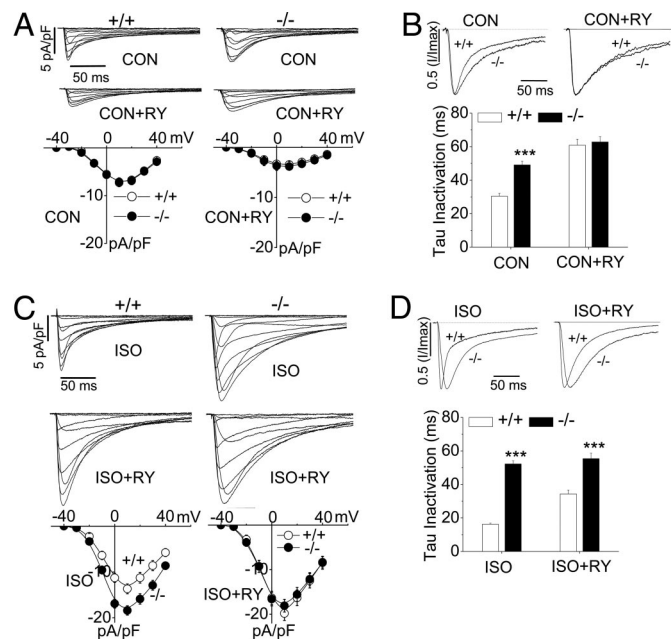 A
+/+
-/-
5 pA/pF
CON
50 ms
CON+RY
-40
0
40 mV
-40
0
40 mV
-10
-10
+/+
-/-
+/+
-/-
CON
CON+RY
-20
pA/pF
-20
pA/pF
B
CON
CON+RY
0.5 (I/Imax)
+/+
-/-
50 ms
+/+
-/-
Tau Inactivation (ms)
80
60
40
20
0
+/+
-/-
***
CON
CON+RY
C
+/+
-/-
5 pA/pF
ISO
ISO
50 ms
ISO+RY
ISO+RY
-40
0
40 mV
-40
0
40 mV
+/+
+/+
-/-
ISO
-10
-/-
ISO+RY
-10
-20
pA/pF
-20
pA/pF
D
ISO
ISO+RY
0.5 (I/Imax)
+/+
-/-
50 ms
+/+
-/-
Tau Inactivation (ms)
80
60
40
20
0
+/+
-/-
***
***
ISO
ISO+RY